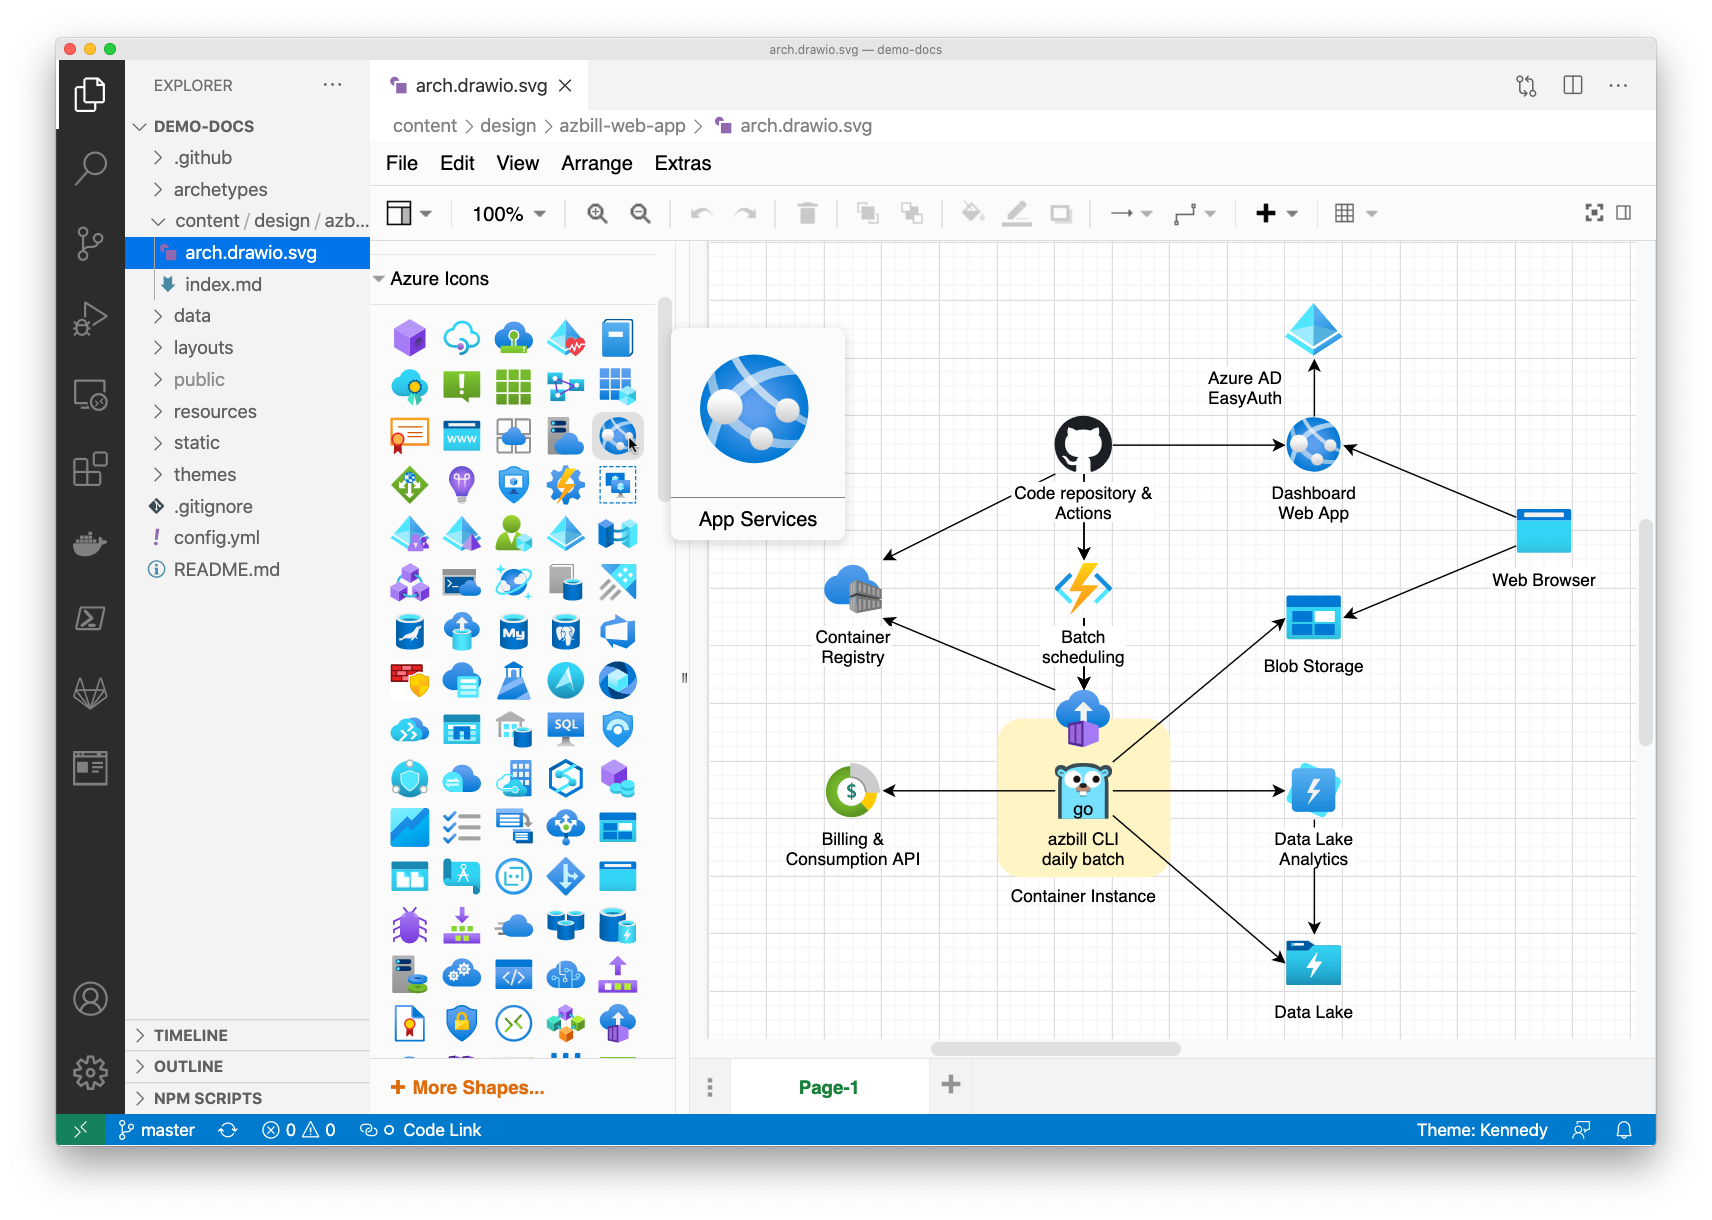 arch.drawio.svg — demo-docs
EXPLORER
arch.drawio.svg
DEMO-DOCS
.github
archetypes
content / design / azb...
arch.drawio.svg
index.md
data
layouts
public
resources
static
themes
.gitignore
config.yml
README.md
TIMELINE
OUTLINE
NPM SCRIPTS
content > design > azbill-web-app > arch.drawio.svg
File Edit View Arrange Extras
100%
Azure Icons
www
My
SQL
App Services
More Shapes...
Azure AD
EasyAuth
Code repository &
Actions
Dashboard
Web App
Web Browser
Container
Registry
Batch
scheduling
Blob Storage
$
go
Billing &
Consumption API
azbill CLI
daily batch
Container Instance
Data Lake
Analytics
Data Lake
Page-1
master
0
0
Code Link
Theme: Kennedy